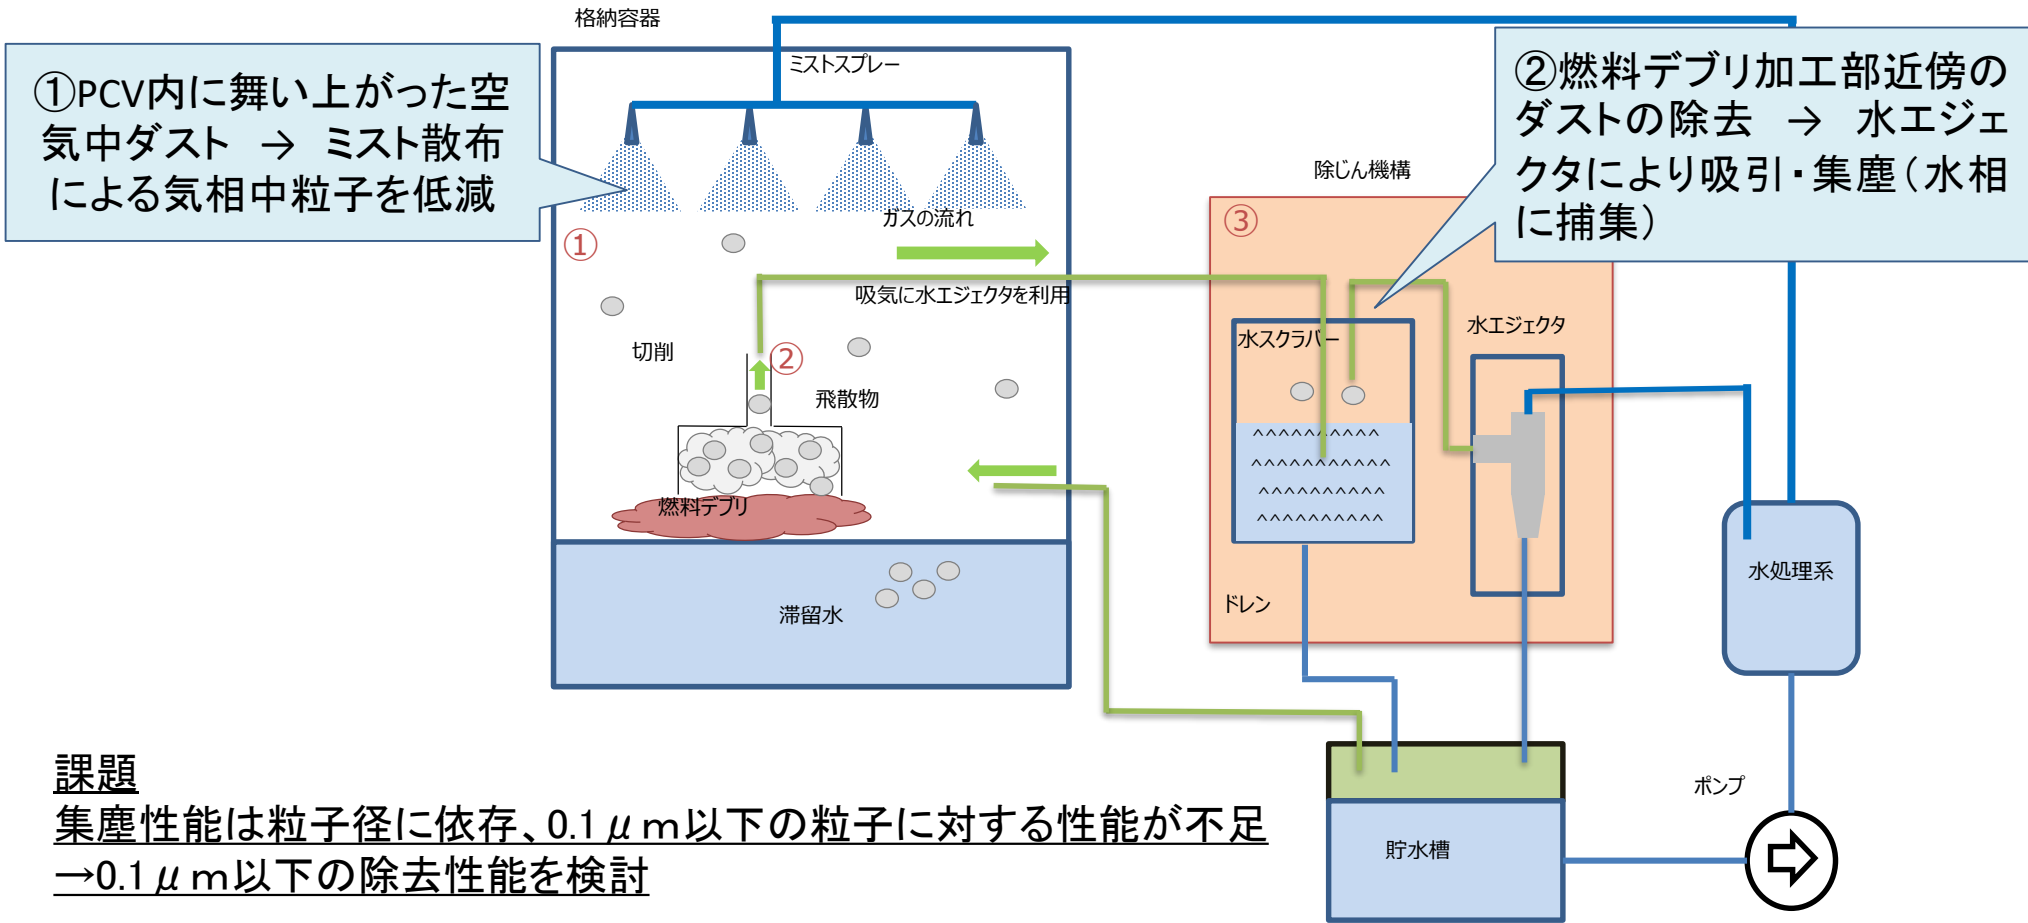 格納容器
①PCV内に舞い上がった空
気中ダスト → ミスト散布
による気相中粒子を低減
ミストスプレー
②燃料デブリ加工部近傍の
ダストの除去 → 水エジェ
クタにより吸引・集塵（水相
に捕集）
除じん機構
ガスの流れ
①
③
吸気に水エジェクタを利用
水エジェクタ
水スクラバー
切削
②
飛散物
燃料デブリ
^^^^^^^^^^
^^^^^^^^^^^
^^^^^^^^^^
^^^^^^^^^^
水処理系
ドレン
滞留水
課題
集塵性能は粒子径に依存、0.1μm以下の粒子に対する性能が不足
→0.1μm以下の除去性能を検討
ポンプ
貯水槽